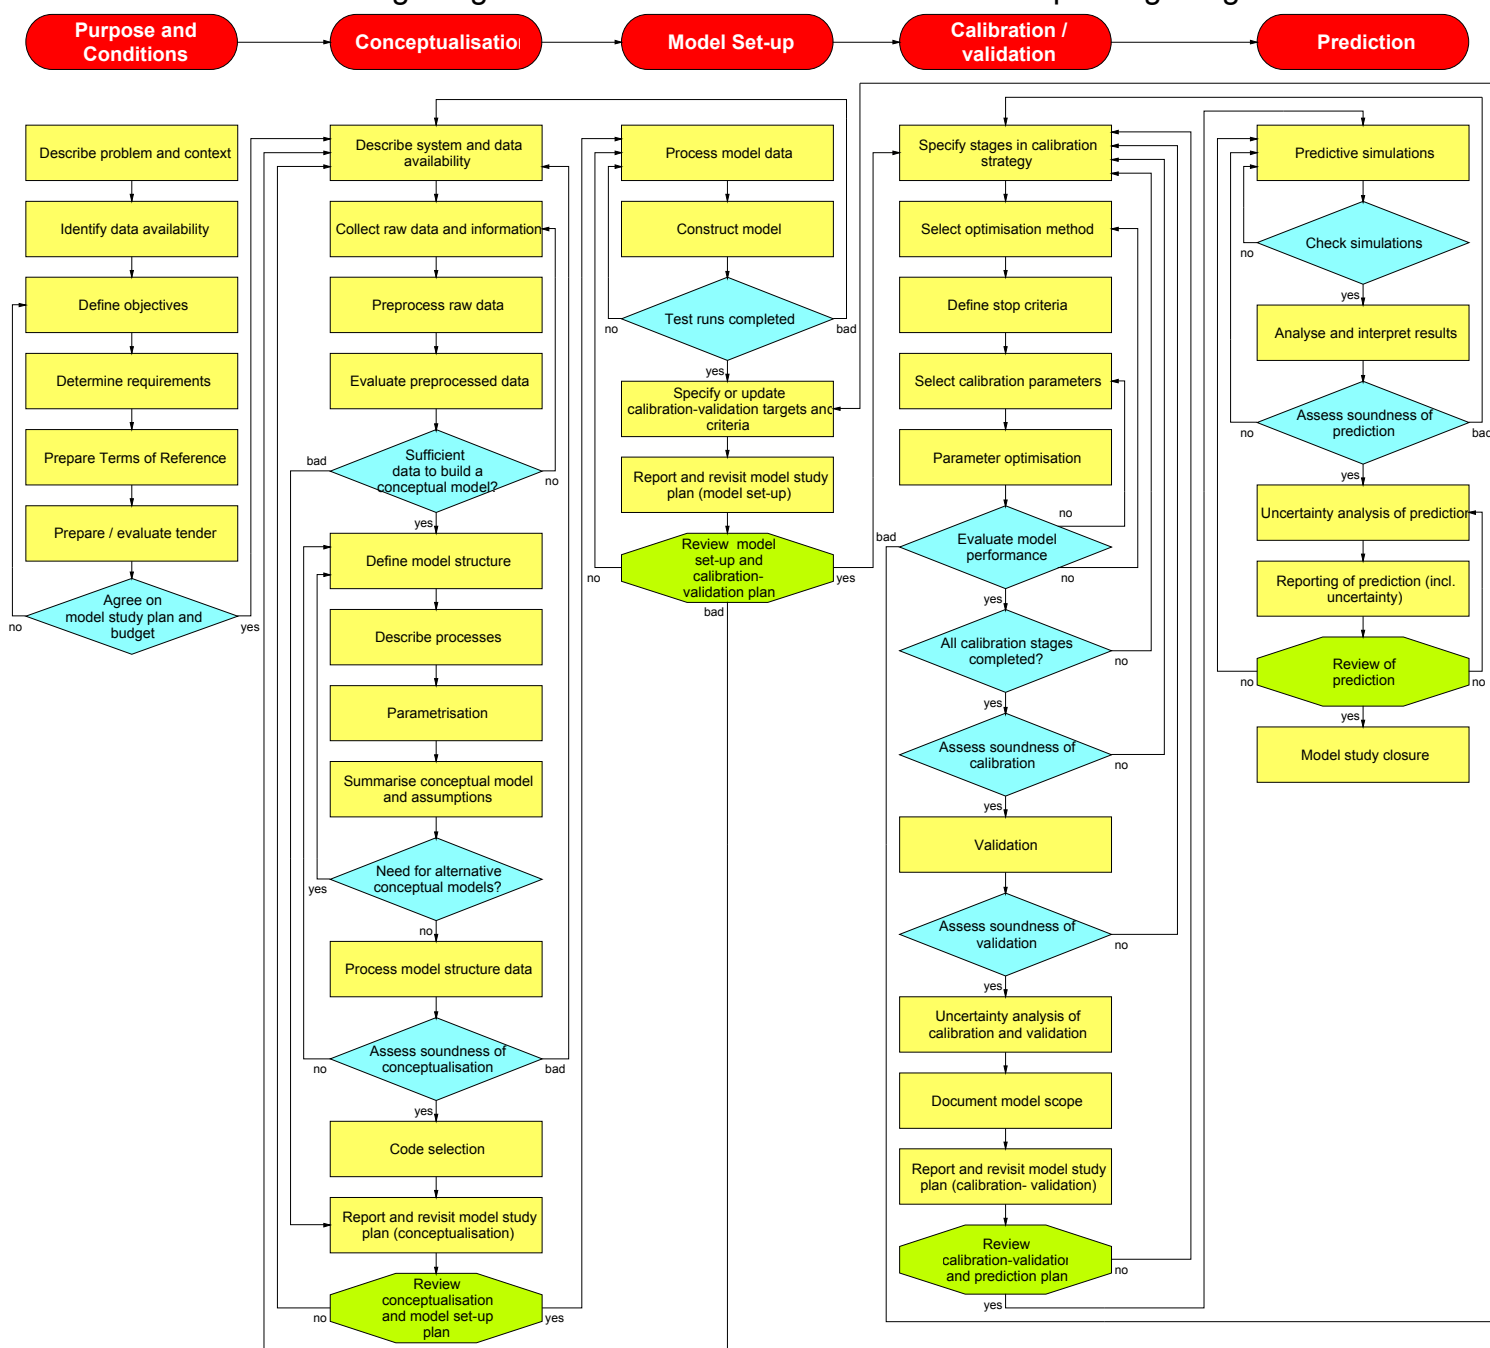 Purpose and
Conditions
Conceptualisation
Model Set-up
Calibration /
validation
Prediction
Describe problem and context
Identify data availability
Define objectives
Determine requirements
Prepare Terms of Reference
Prepare / evaluate tender
Agree on
model study plan and
budget
no
yes
Describe system and data
availability
Collect raw data and information
Preprocess raw data
Evaluate preprocessed data
Sufficient
data to build a
conceptual model?
bad
no
yes
Define model structure
Describe processes
Parametrisation
Summarise conceptual model
and assumptions
Need for alternative
conceptual models?
yes
no
Process model structure data
Assess soundness of
conceptualisation
no
bad
yes
Code selection
Report and revisit model study
plan (conceptualisation)
Review
conceptualisation
and model set-up
plan
no
yes
Process model data
Construct model
Test runs completed
no
bad
yes
Specify or update
calibration-validation targets and
criteria
Report and revisit model study
plan (model set-up)
Review model
set-up and
calibration-
validation plan
no
yes
bad
Specify stages in calibration
strategy
Select optimisation method
Define stop criteria
Select calibration parameters
Parameter optimisation
Evaluate model
performance
no
bad
no
yes
All calibration stages
completed?
no
yes
Assess soundness of
calibration
no
yes
Validation
Assess soundness of
validation
no
yes
Uncertainty analysis of
calibration and validation
Document model scope
Report and revisit model study
plan (calibration- validation)
Review
calibration-validation
and prediction plan
no
yes
Predictive simulations
Check simulations
no
yes
Analyse and interpret results
Assess soundness of
prediction
no
bad
yes
Uncertainty analysis of prediction
Reporting of prediction (incl.
uncertainty)
Review of
prediction
no
no
yes
Model study closure